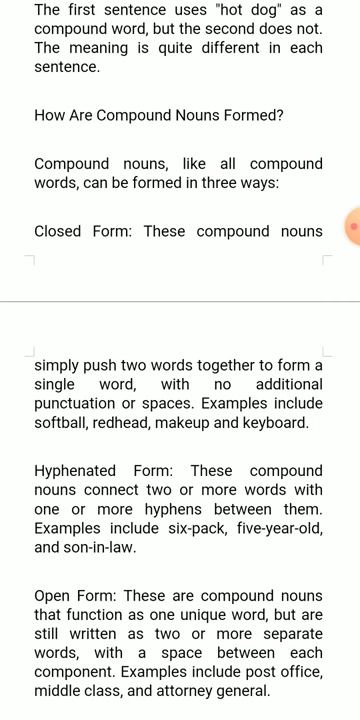 The first sentence uses "hot dog" as a
compound word, but the second does not.
The meaning is quite different in each
sentence.
How Are Compound Nouns Formed?
Compound nouns, like all compound
words, can be formed in three ways:
Closed Form: These compound nouns
simply push two words together to form a
single word, with no additional
punctuation or spaces. Examples include
softball, redhead, makeup and keyboard.
Hyphenated Form: These compound
nouns connect two or more words with
one or more hyphens between them.
Examples include six-pack, five-year-old,
and son-in-law.
Open Form: These are compound nouns
that function as one unique word, but are
still written as two or more separate
words, with a space between each
component. Examples include post office,
middle class, and attorney general.